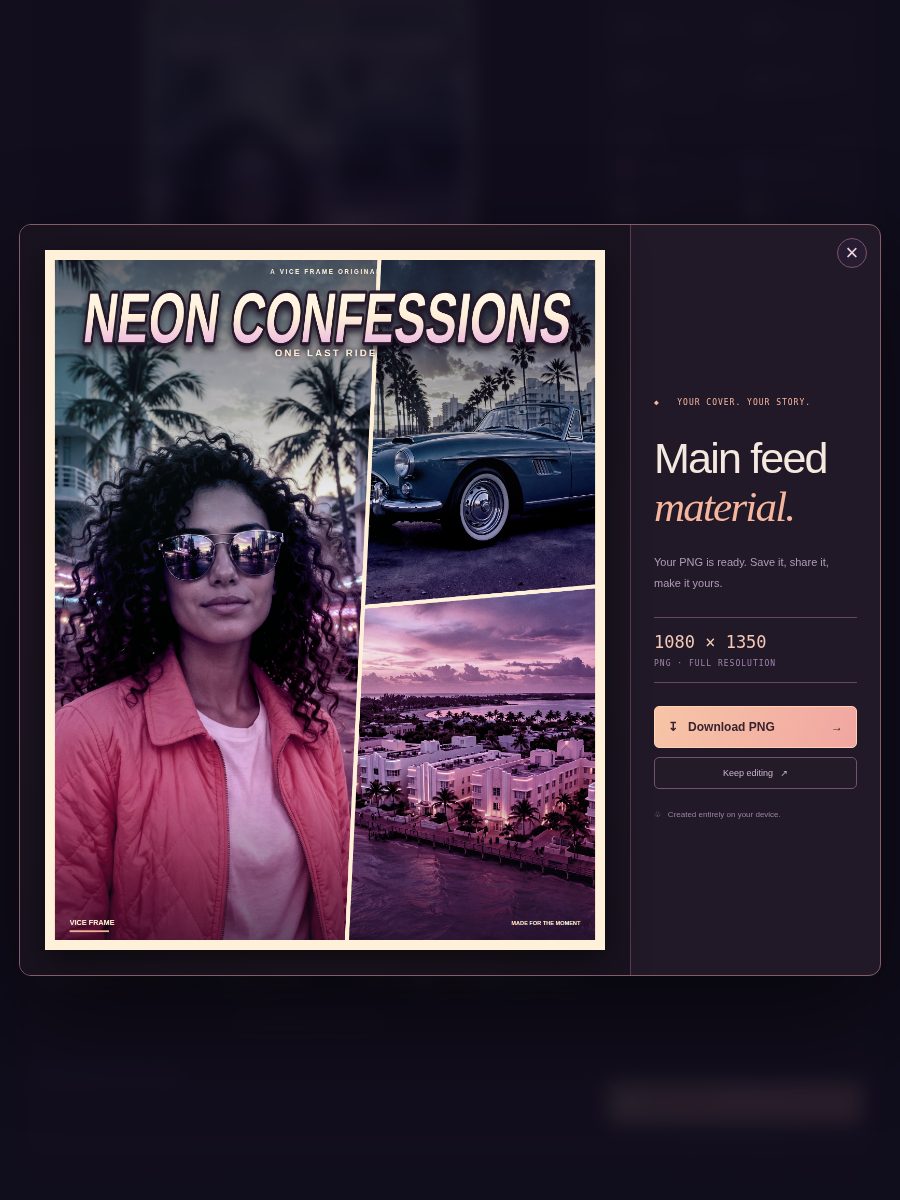 A VICE FRAME ORIGINA
NEON CONFESSIONS
ONE LAST RIDE
VICE FRAME
MADE FOR THE MOMENT
✕
◆ YOUR COVER. YOUR STORY.
Main feed
material.
Your PNG is ready. Save it, share it,
make it yours.
1080 × 1350
PNG · FULL RESOLUTION
↧ Download PNG →
Keep editing ↗
Created entirely on your device.